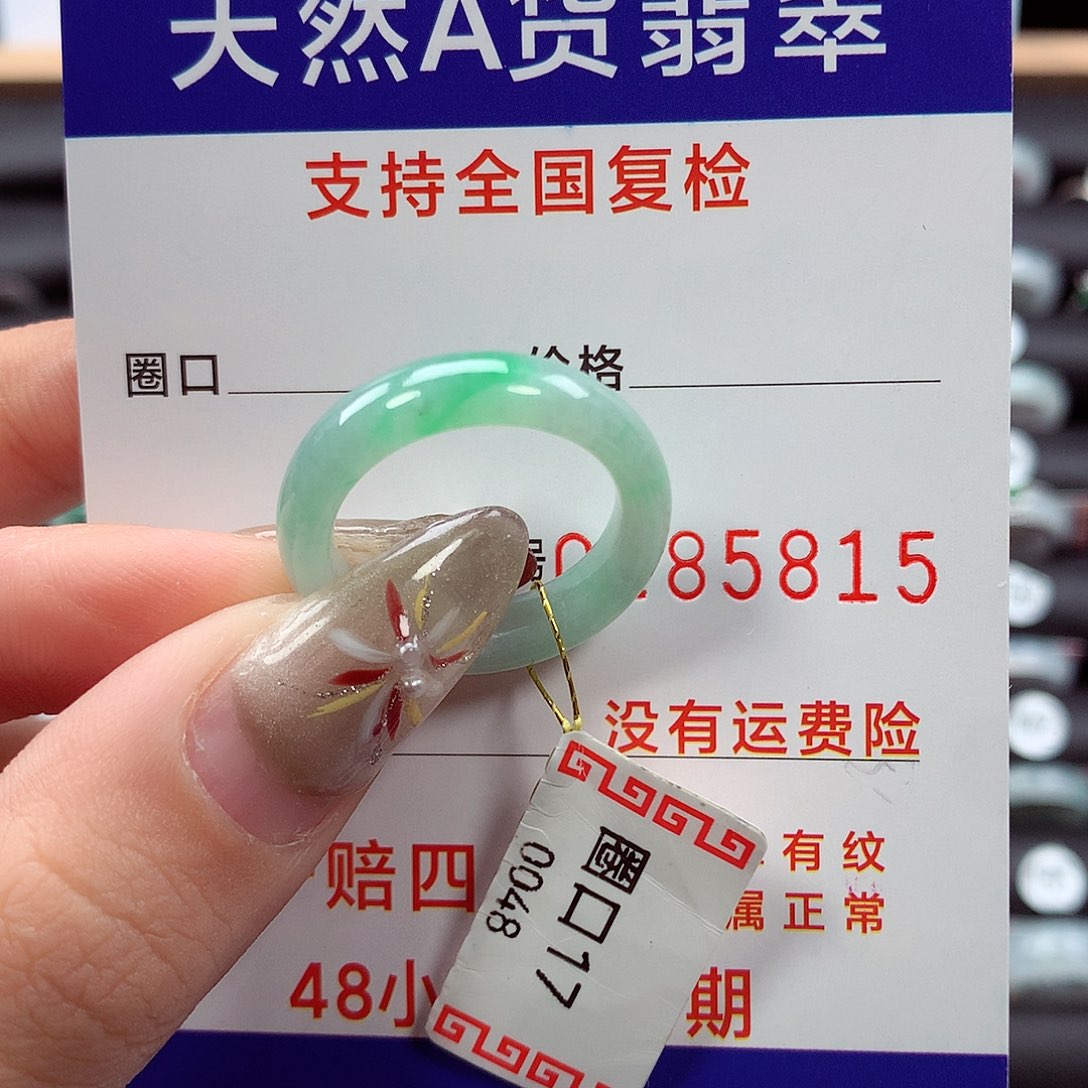 天然A货翡翠
支持全国复检
圈口
价格
85815
没有运费险
赔四
有纹
属正常
48小
期
圈口17
0048